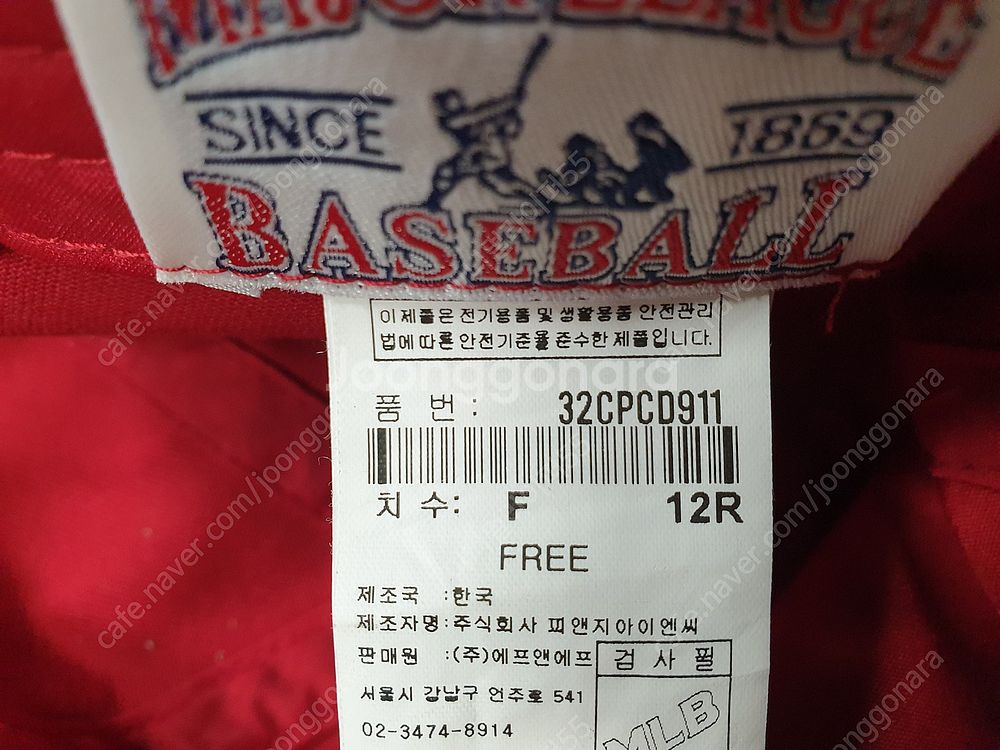 MAJOR LEAGUE
SINCE 1869
BASEBALL
이 제품은 전기용품 및 생활용품 안전관리
법에 따른 안전기준을 준수한 제품입니다.
품 번 : 32CPCD911
치 수 : F 12R
FREE
제조국 : 한국
제조자명 : 주식회사 피앤지아이엔씨
판매원 : (주)에프앤에프
검 사 필
서울시 강남구 언주로 541
MLB
02-3474-8914
joonggonara
cafe.naver.com/joonggonara